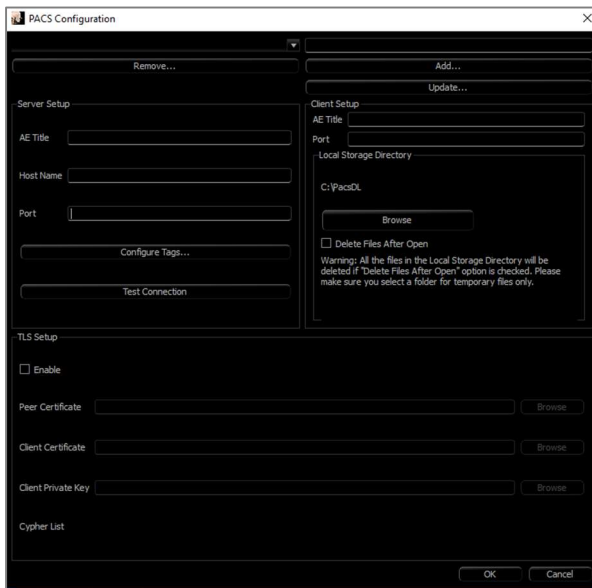 PACS Configuration
Remove...
Add...
Update...
Server Setup
AE Title
Host Name
Port
Configure Tags...
Test Connection
Client Setup
AE Title
Port
Local Storage Directory
C:\PacsDL
Browse
Delete Files After Open
Warning: All the files in the Local Storage Directory will be
deleted if "Delete Files After Open" option is checked. Please
make sure you select a folder for temporary files only.
TLS Setup
Enable
Peer Certificate
Browse
Client Certificate
Browse
Client Private Key
Browse
Cypher List
OK
Cancel